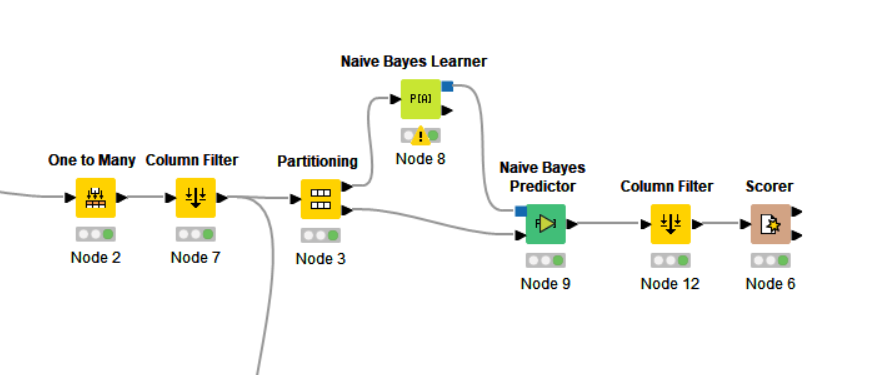 Naive Bayes Learner
P[A]
Node 8
One to Many
Column Filter
Partitioning
Node 2
Node 7
Node 3
Naive Bayes
Predictor
Column Filter
Scorer
Node 9
Node 12
Node 6